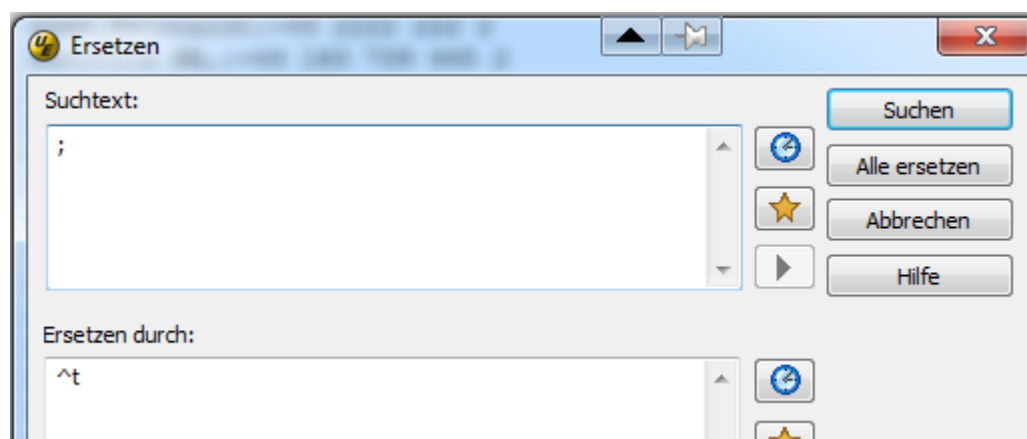 Ersetzen
Suchtext:
;
Suchen
Alle ersetzen
Abbrechen
Hilfe
Ersetzen durch:
^t